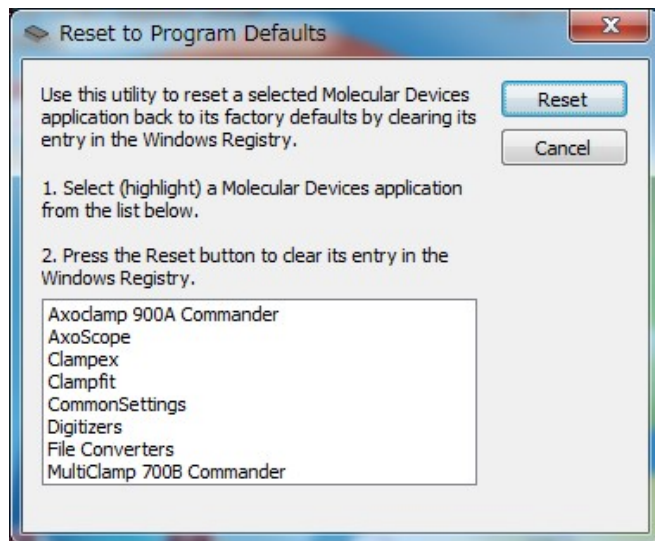 Reset to Program Defaults
Use this utility to reset a selected Molecular Devices
application back to its factory defaults by clearing its
entry in the Windows Registry.
Reset
Cancel
1. Select (highlight) a Molecular Devices application
from the list below.
2. Press the Reset button to clear its entry in the
Windows Registry.
Axoclamp 900A Commander
AxoScope
Clampex
Clampfit
CommonSettings
Digitizers
File Converters
MultiClamp 700B Commander